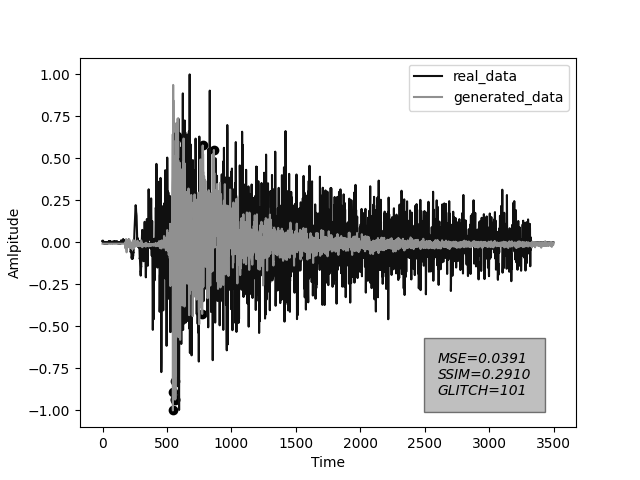 real_data
generated_data
1.00
0.75
0.50
0.25
0.00
−0.25
−0.50
−0.75
−1.00
Amlpitude
MSE=0.0391
SSIM=0.2910
GLITCH=101
0 500 1000 1500 2000 2500 3000 3500
Time